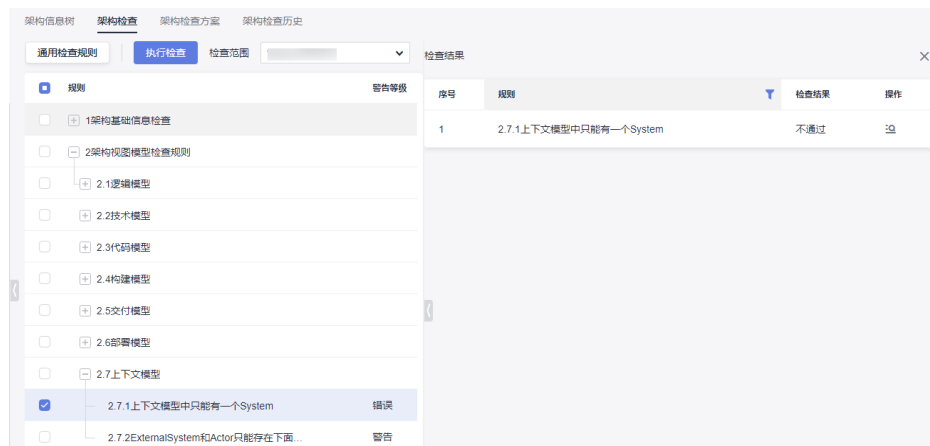 架构信息树 架构检查 架构检查方案 架构检查历史
通用检查规则 执行检查 检查范围
规则 警告等级
1架构基础信息检查
2架构视图模型检查规则
2.1逻辑模型
2.2技术模型
2.3代码模型
2.4构建模型
2.5交付模型
2.6部署模型
2.7上下文模型
2.7.1上下文模型中只能有一个System 错误
2.7.2ExternalSystem和Actor只能存在下面... 警告
检查结果
序号 规则 检查结果 操作
1 2.7.1上下文模型中只能有一个System 不通过